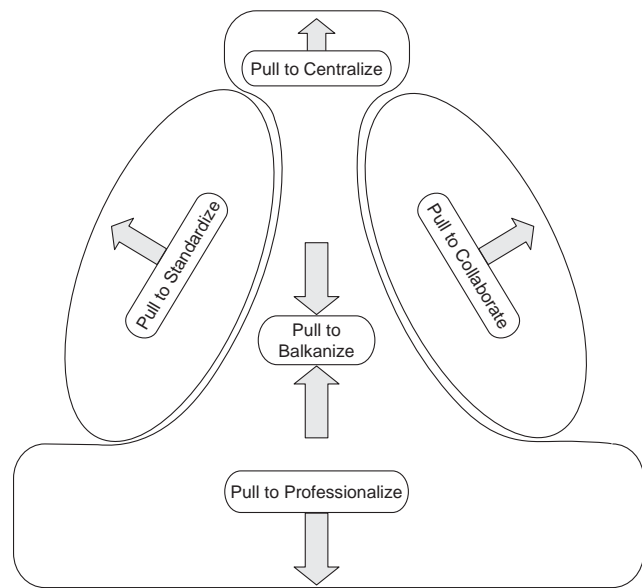 Pull to Centralize
Pull to Standardize
Pull to Collaborate
Pull to
Balkanize
Pull to Professionalize